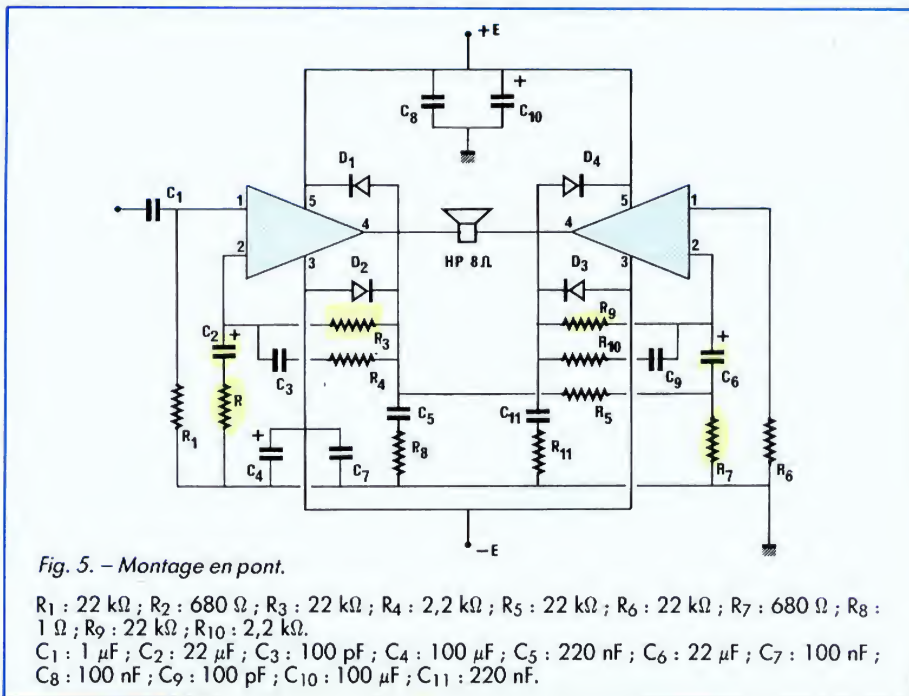 +E
C8
+
C10
D1
D4
C1
1
5
4
2
3
HP 8Ω
4
5
1
2
3
D2
D3
C2
+
R3
R9
R10
C3
R4
C9
+
C6
R
R1
+
C4
C7
C5
R8
C11
R5
R11
R7
R6
−E
Fig. 5. – Montage en pont.
R1 : 22 kΩ ; R2 : 680 Ω ; R3 : 22 kΩ ; R4 : 2,2 kΩ ; R5 : 22 kΩ ; R6 : 22 kΩ ; R7 : 680 Ω ; R8 :
1 Ω ; R9 : 22 kΩ ; R10 : 2,2 kΩ.
C1 : 1 µF ; C2 : 22 µF ; C3 : 100 pF ; C4 : 100 µF ; C5 : 220 nF ; C6 : 22 µF ; C7 : 100 nF ;
C8 : 100 nF ; C9 : 100 pF ; C10 : 100 µF ; C11 : 220 nF.